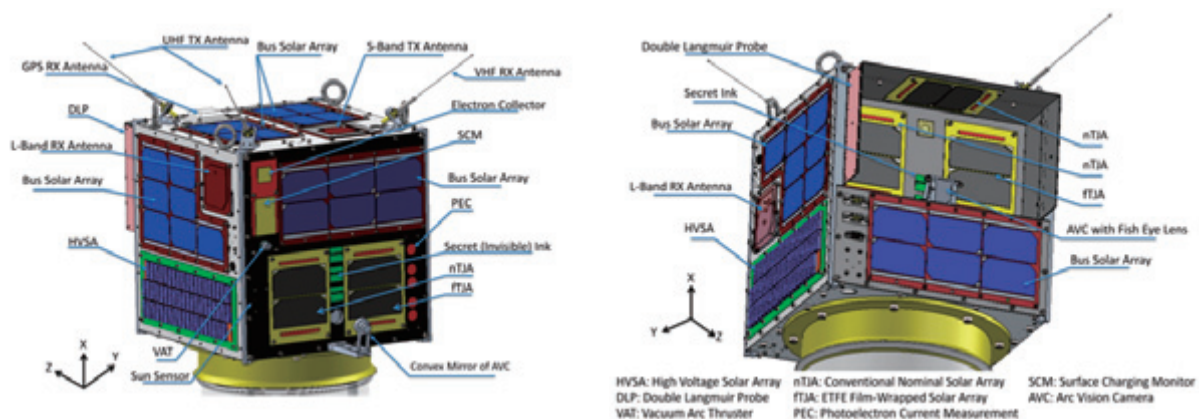 UHF TX Antenna
Bus Solar Array
S-Band TX Antenna
GPS RX Antenna
VHF RX Antenna
DLP
Electron Collector
SCM
L-Band RX Antenna
Bus Solar Array
Bus Solar Array
PEC
HVSA
Secret (Invisible) Ink
nTJA
fTJA
VAT
Sun Sensor
Convex Mirror of AVC
X
Z
Y
Double Langmuir Probe
Secret Ink
Bus Solar Array
nTJA
nTJA
L-Band RX Antenna
fTJA
HVSA
AVC with Fish Eye Lens
Bus Solar Array
X
Y
Z
HVSA: High Voltage Solar Array nTJA: Conventional Nominal Solar Array SCM: Surface Charging Monitor
DLP: Double Langmuir Probe fTJA: ETFE Film-Wrapped Solar Array AVC: Arc Vision Camera
VAT: Vacuum Arc Thruster PEC: Photoelectron Current Measurement